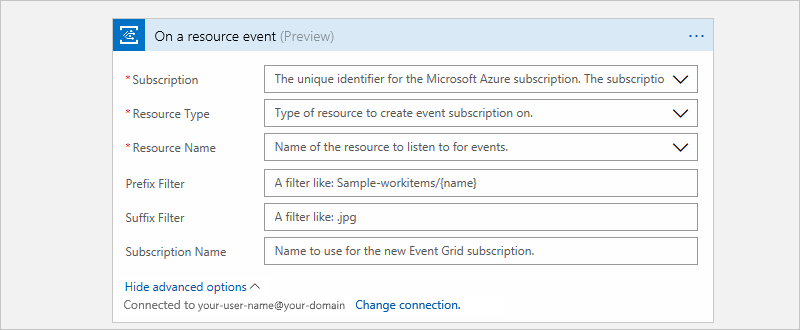 On a resource event (Preview) ...
* Subscription The unique identifier for the Microsoft Azure subscription. The subscriptio
* Resource Type Type of resource to create event subscription on.
* Resource Name Name of the resource to listen to for events.
Prefix Filter A filter like: Sample-workitems/{name}
Suffix Filter A filter like: .jpg
Subscription Name Name to use for the new Event Grid subscription.
Hide advanced options
Connected to your-user-name@your-domain Change connection.